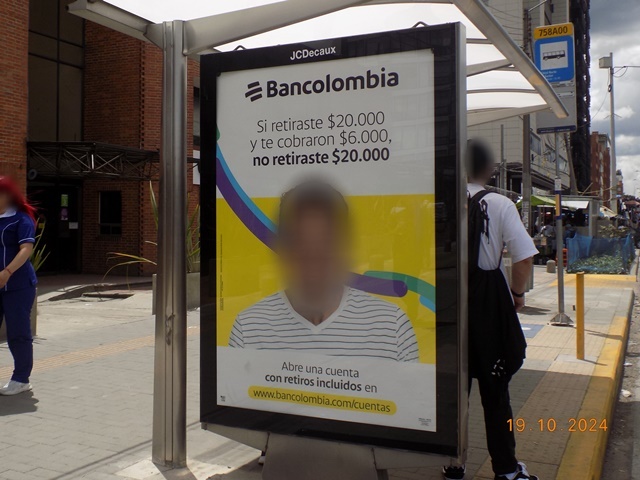 758A00
JCDecaux
Bancolombia
Si retiraste $20.000
y te cobraron $6.000,
no retiraste $20.000
Abre una cuenta
con retiros incluidos en
www.bancolombia.com/cuentas
19 10 2024